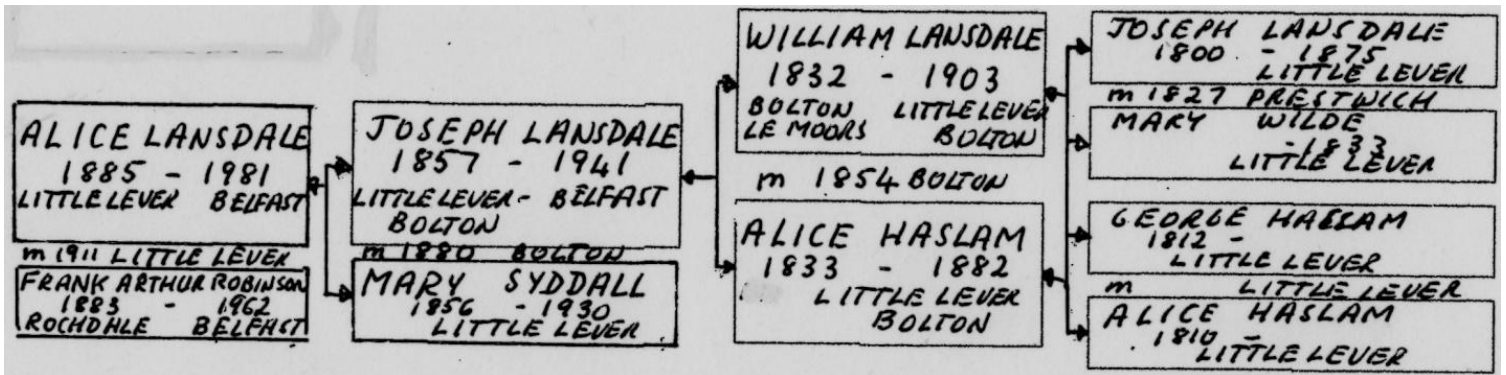 ALICE LANSDALE
1885 - 1981
LITTLE LEVER BELFAST
m 1911 LITTLE LEVER
FRANK ARTHUR ROBINSON
1883 - 1962
ROCHDALE BELFAST
JOSEPH LANSDALE
1857 - 1941
LITTLE LEVER - BELFAST
BOLTON
m 1880 BOLTON
MARY SYDDALL
1856 - 1930
LITTLE LEVER
WILLIAM LANSDALE
1832 - 1903
BOLTON LITTLE LEVER
LE MOORS BOLTON
m 1854 BOLTON
ALICE HASLAM
1833 - 1882
LITTLE LEVER
BOLTON
JOSEPH LANSDALE
1800 - 1875
LITTLE LEVER
m 1827 PRESTWICH
MARY WILDE
- 1833
LITTLE LEVER
GEORGE HASLAM
1812 -
LITTLE LEVER
m LITTLE LEVER
ALICE HASLAM
1810 -
LITTLE LEVER